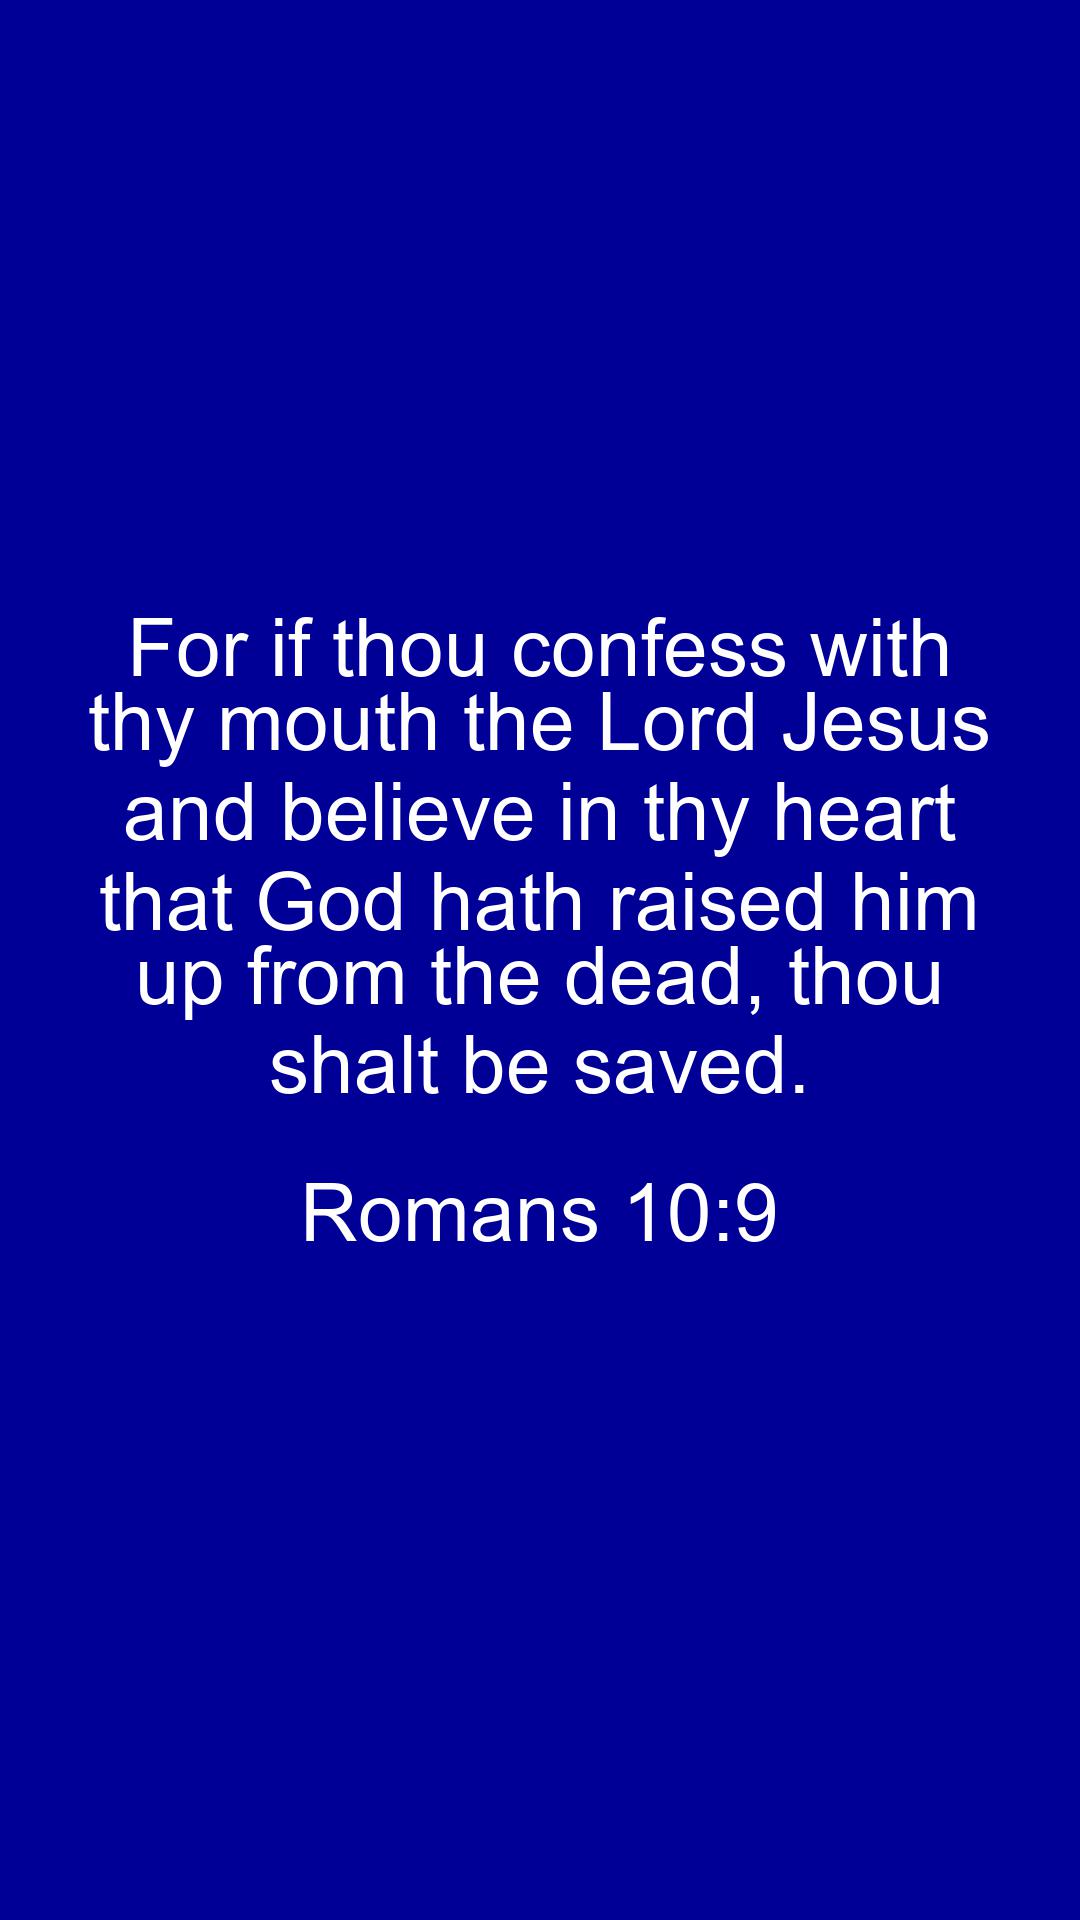 For if thou confess with
thy mouth the Lord Jesus
and believe in thy heart
that God hath raised him
up from the dead, thou
shalt be saved.
Romans 10:9